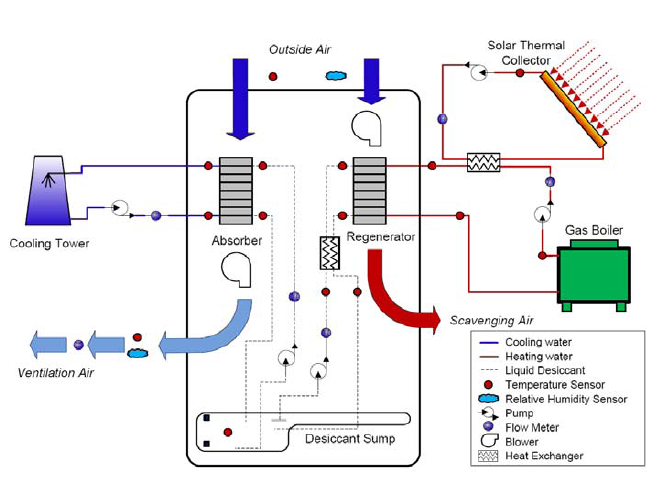 Outside Air
Solar Thermal
Collector
Cooling Tower
Absorber
Regenerator
Gas Boiler
Scavenging Air
Ventilation Air
Desiccant Sump
Cooling water
Heating water
Liquid Desiccant
Temperature Sensor
Relative Humidity Sensor
Pump
Flow Meter
Blower
Heat Exchanger